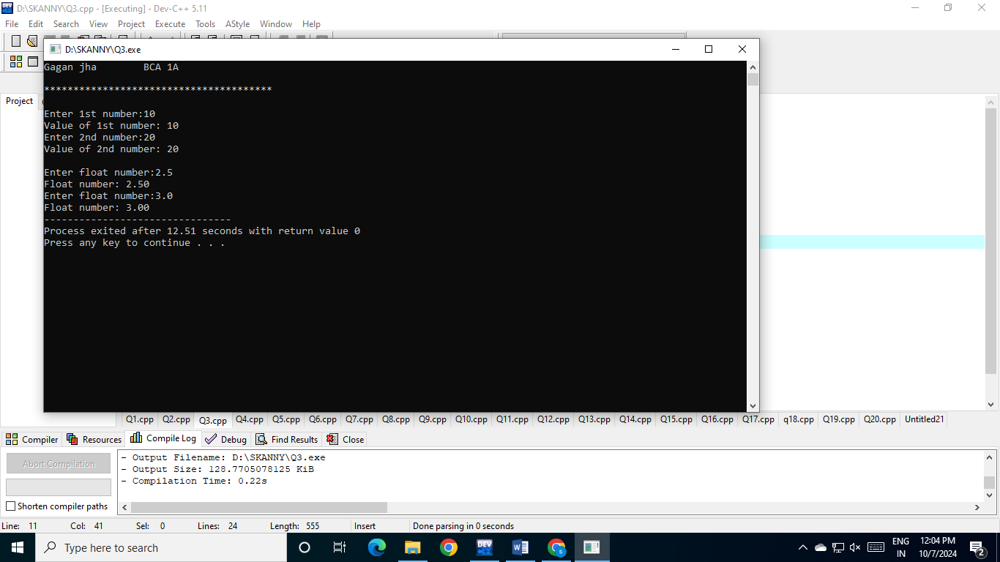 D:\SKANNY\Q3.cpp - [Executing] - Dev-C++ 5.11
File Edit Search View Project Execute Tools AStyle Window Help
D:\SKANNY\Q3.exe
Gagan jha        BCA 1A
***************************************
Project
Enter 1st number:10
Value of 1st number: 10
Enter 2nd number:20
Value of 2nd number: 20
Enter float number:2.5
Float number: 2.50
Enter float number:3.0
Float number: 3.00
--------------------------------
Process exited after 12.51 seconds with return value 0
Press any key to continue . . .
Q1.cpp Q2.cpp Q3.cpp Q4.cpp Q5.cpp Q6.cpp Q7.cpp Q8.cpp Q9.cpp Q10.cpp Q11.cpp Q12.cpp Q13.cpp Q14.cpp Q15.cpp Q16.cpp Q17.cpp q18.cpp Q19.cpp Q20.cpp Untitled21
Compiler Resources Compile Log Debug Find Results Close
Abort Compilation
Shorten compiler paths
- Output Filename: D:\SKANNY\Q3.exe
- Output Size: 128.7705078125 KiB
- Compilation Time: 0.22s
Line: 11 Col: 41 Sel: 0 Lines: 24 Length: 555 Insert Done parsing in 0 seconds
Type here to search
DEV
ENG
IN
12:04 PM
10/7/2024
2